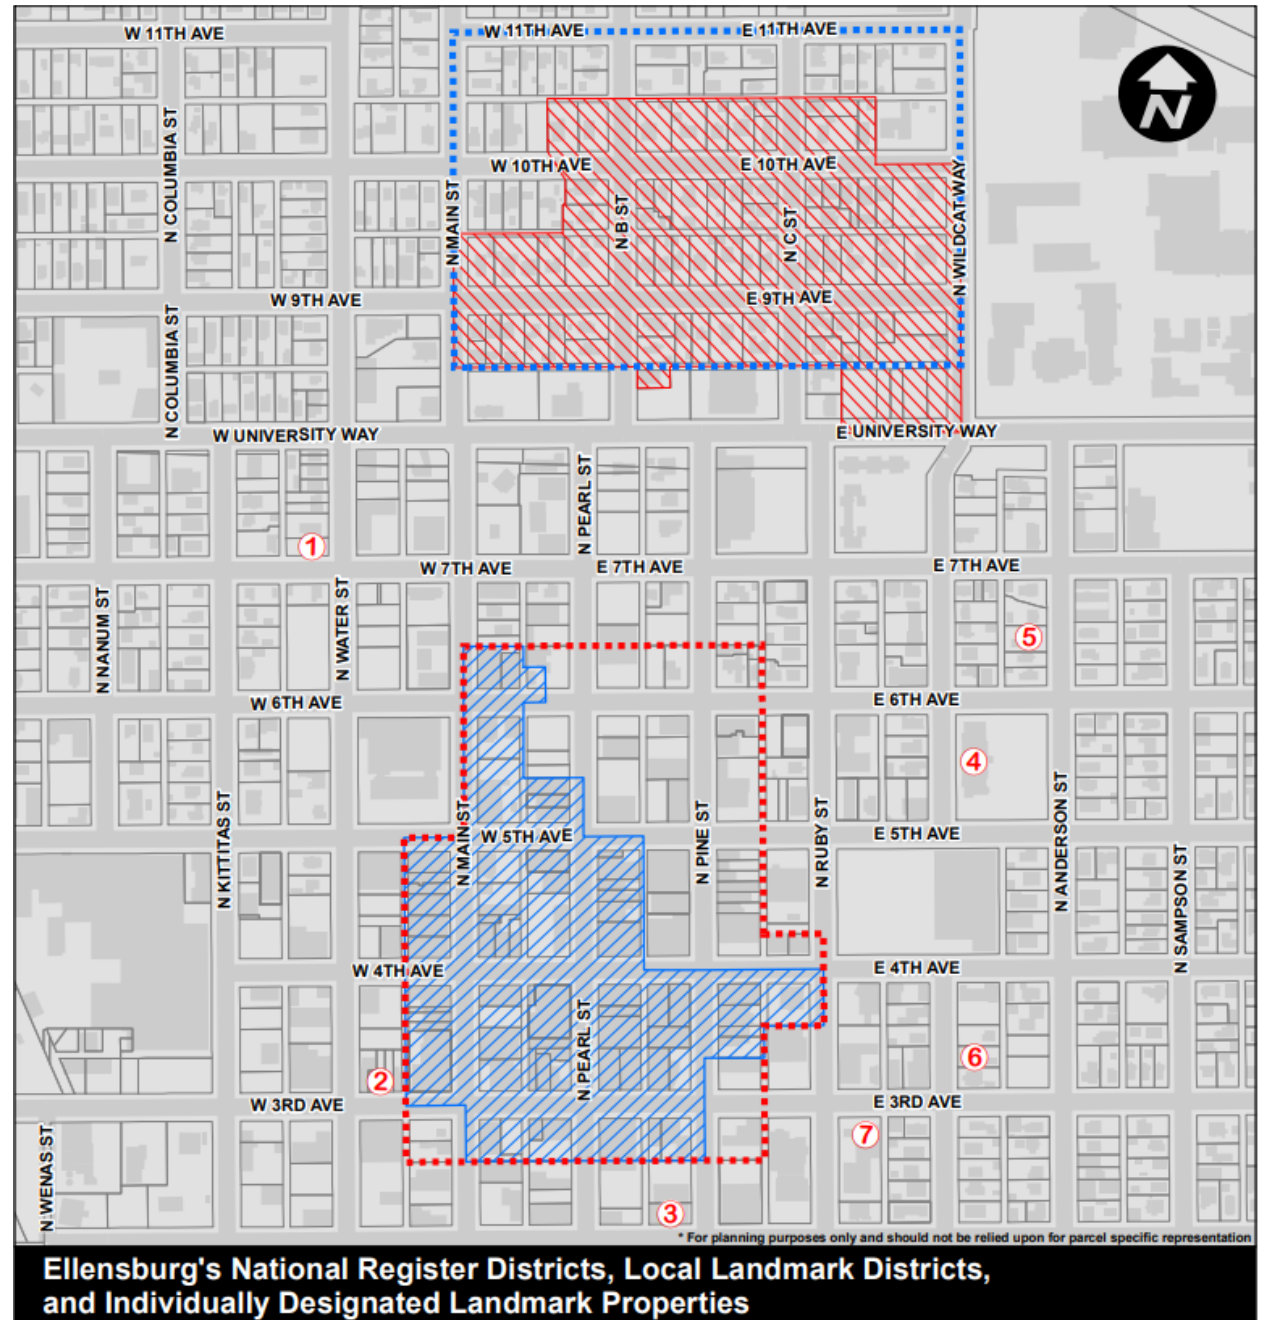 W 11TH AVE
W 11TH AVE
E 11TH AVE
N
N COLUMBIA ST
W 10TH AVE
E 10TH AVE
N MAIN ST
N B ST
N C ST
N WILDCAT WAY
W 9TH AVE
E 9TH AVE
N COLUMBIA ST
W UNIVERSITY WAY
E UNIVERSITY WAY
N PEARL ST
1
W 7TH AVE
E 7TH AVE
E 7TH AVE
N NANUM ST
N WATER ST
5
W 6TH AVE
E 6TH AVE
4
N KITTITAS ST
N MAIN ST
W 5TH AVE
N PINE ST
N RUBY ST
E 5TH AVE
N ANDERSON ST
N SAMPSON ST
W 4TH AVE
E 4TH AVE
N PEARL ST
2
6
W 3RD AVE
E 3RD AVE
7
N WENAS ST
3
* For planning purposes only and should not be relied upon for parcel specific representation
Ellensburg's National Register Districts, Local Landmark Districts,
and Individually Designated Landmark Properties